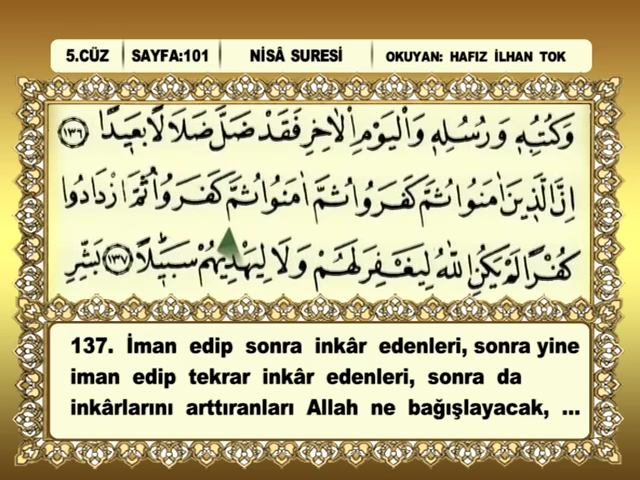 5.CÜZ SAYFA:101 NİSÂ SURESİ OKUYAN: HAFIZ İLHAN TOK
وَكُتُبِهٖ وَرُسُلِهٖ وَالْيَوْمِ الْاٰخِرِ فَقَدْ ضَلَّ ضَلَالًا بَعٖيدًا ﴿١٣٦﴾
اِنَّ الَّذٖينَ اٰمَنُوا ثُمَّ كَفَرُوا ثُمَّ اٰمَنُوا ثُمَّ كَفَرُوا ثُمَّ ازْدَادُوا
كُفْرًا لَمْ يَكُنِ اللّٰهُ لِيَغْفِرَ لَهُمْ وَلَا لِيَهْدِيَهُمْ سَبٖيلًا ﴿١٣٧﴾ بَشِّرِ
137. İman edip sonra inkâr edenleri, sonra yine
iman edip tekrar inkâr edenleri, sonra da
inkârlarını arttıranları Allah ne bağışlayacak, ...